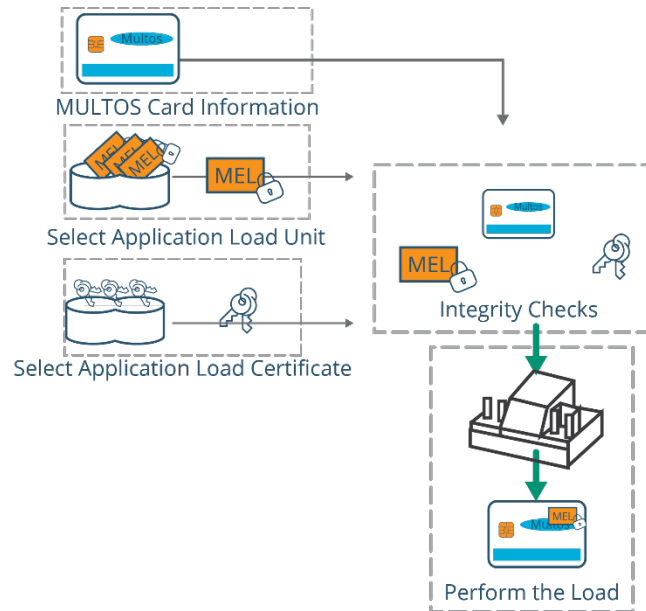 Multos
MULTOS Card Information
MEL
MEL
MEL
MEL
Select Application Load Unit
Select Application Load Certificate
Multos
MEL
Integrity Checks
MEL
Multos
Perform the Load